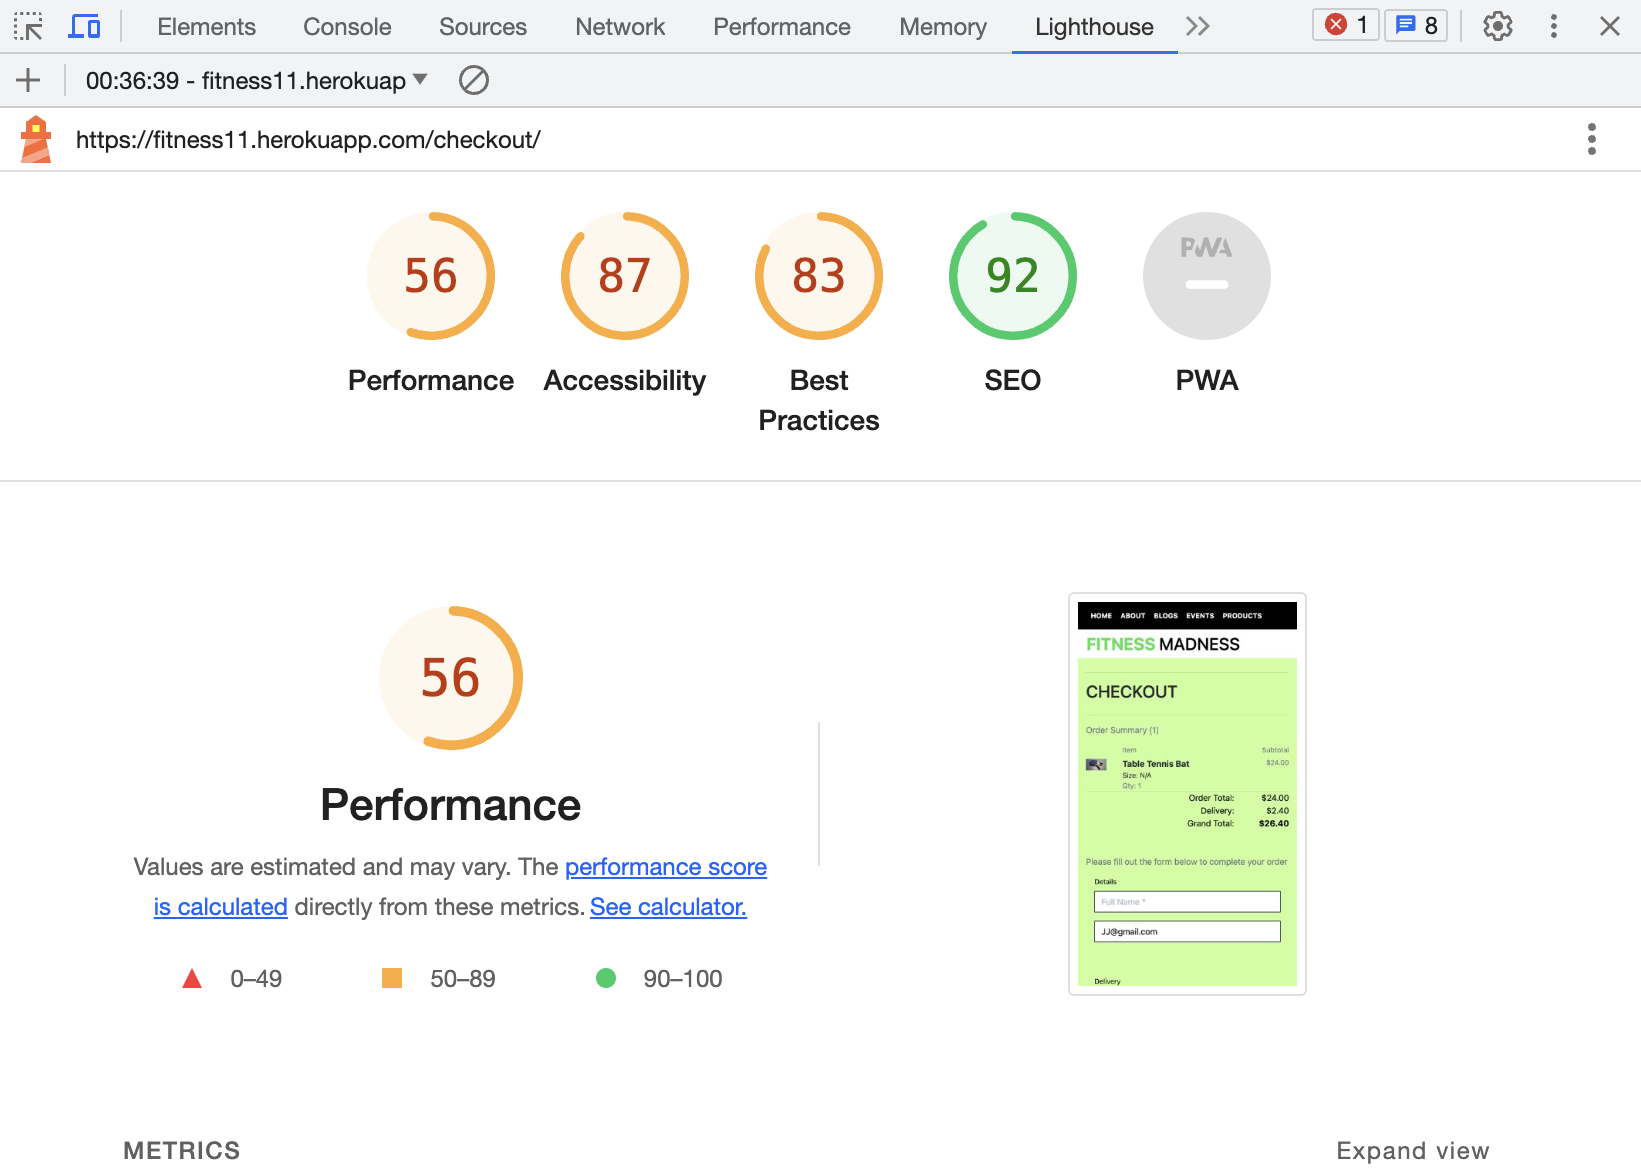 Elements Console Sources Network Performance Memory Lighthouse 1 8
00:36:39 - fitness11.herokuap
https://fitness11.herokuapp.com/checkout/
56 87 83 92 PWA
Performance Accessibility Best Practices SEO PWA
56
Performance
Values are estimated and may vary. The performance score
is calculated directly from these metrics. See calculator.
0–49 50–89 90–100
HOME ABOUT BLOGS EVENTS PRODUCTS
FITNESS MADNESS
CHECKOUT
Order Summary (1)
Item Subtotal
Table Tennis Bat $24.00
Size: N/A
Qty: 1
Order Total: $24.00
Delivery: $2.40
Grand Total: $26.40
Please fill out the form below to complete your order
Details
Full Name *
JJ@gmail.com
Delivery
METRICS Expand view